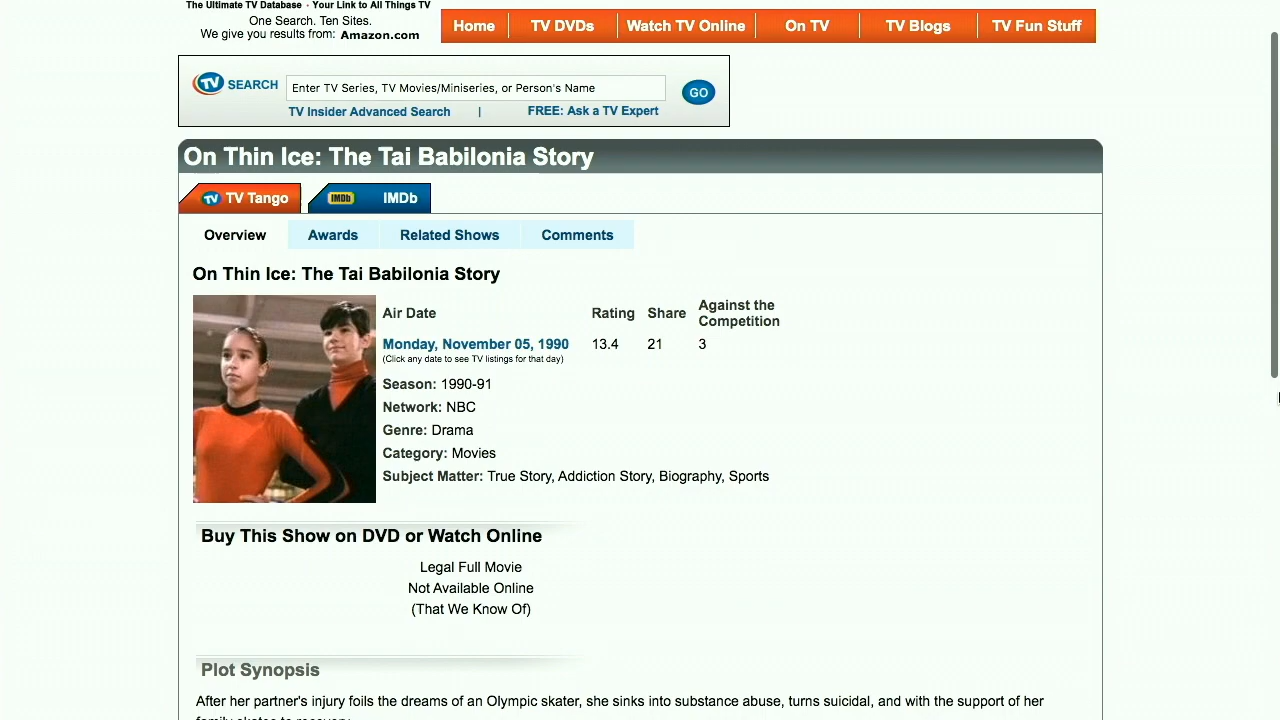 The Ultimate TV Database - Your Link to All Things TV
One Search. Ten Sites.
We give you results from: Amazon.com
Home TV DVDs Watch TV Online On TV TV Blogs TV Fun Stuff
TV SEARCH Enter TV Series, TV Movies/Miniseries, or Person's Name GO
TV Insider Advanced Search | FREE: Ask a TV Expert
On Thin Ice: The Tai Babilonia Story
TV TV Tango IMDb IMDb
Overview Awards Related Shows Comments
On Thin Ice: The Tai Babilonia Story
Air Date Rating Share Against the
Competition
Monday, November 05, 1990 13.4 21 3
(Click any date to see TV listings for that day)
Season: 1990-91
Network: NBC
Genre: Drama
Category: Movies
Subject Matter: True Story, Addiction Story, Biography, Sports
Buy This Show on DVD or Watch Online
Legal Full Movie
Not Available Online
(That We Know Of)
Plot Synopsis
After her partner's injury foils the dreams of an Olympic skater, she sinks into substance abuse, turns suicidal, and with the support of her
family skates to recovery.